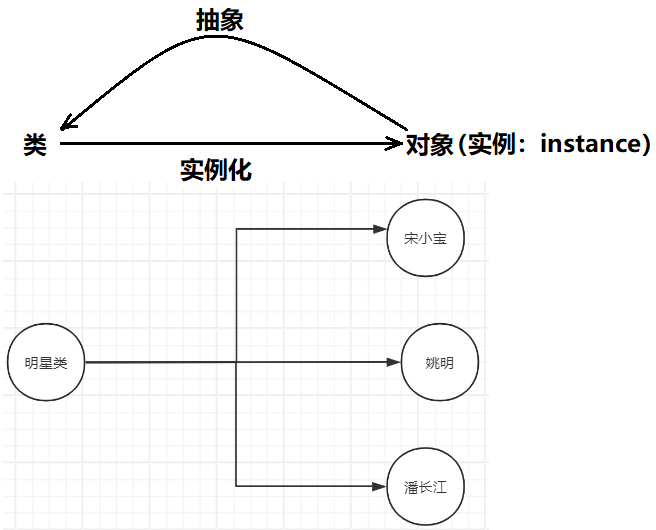 抽象
类
对象(实例：instance)
实例化
宋小宝
明星类
姚明
潘长江